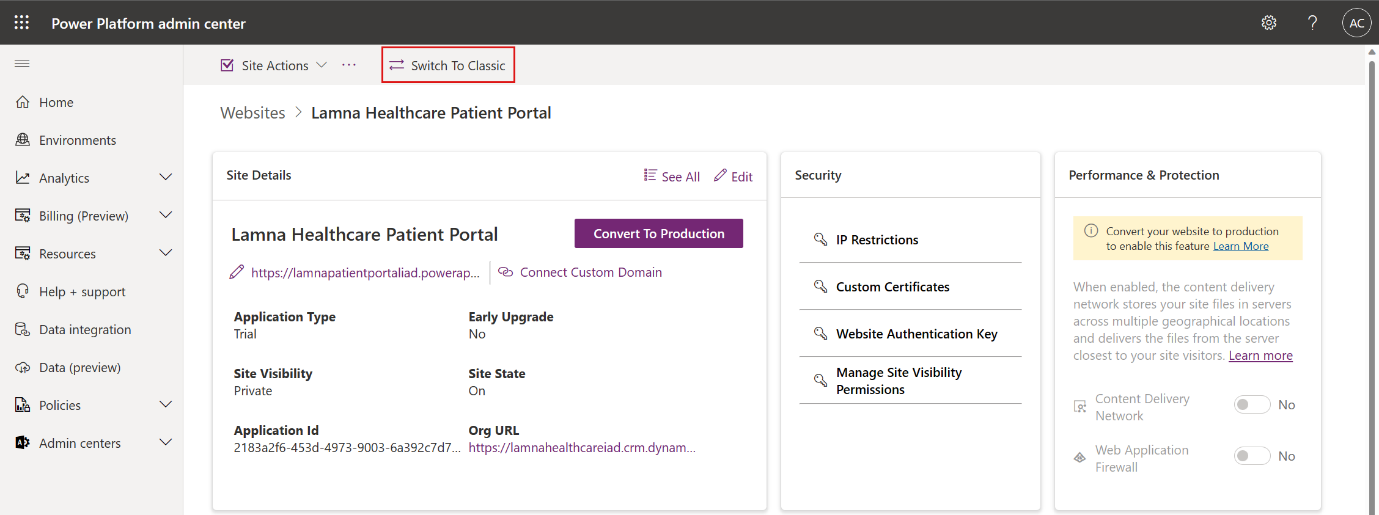 Power Platform admin center
?
AC
Site Actions
...
Switch To Classic
Home
Environments
Analytics
Billing (Preview)
Resources
Help + support
Data integration
Data (preview)
Policies
Admin centers
Websites > Lamna Healthcare Patient Portal
Site Details
See All
Edit
Lamna Healthcare Patient Portal
Convert To Production
https://lamnapatientportaliad.powerap...
Connect Custom Domain
Application Type
Trial
Early Upgrade
No
Site Visibility
Private
Site State
On
Application Id
2183a2f6-453d-4973-9003-6a392c7d7...
Org URL
https://lamnahealthcareiad.crm.dynam...
Security
IP Restrictions
Custom Certificates
Website Authentication Key
Manage Site Visibility
Permissions
Performance & Protection
Convert your website to production
to enable this feature Learn More
When enabled, the content delivery
network stores your site files in servers
across multiple geographical locations
and delivers the files from the server
closest to your site visitors. Learn more
Content Delivery
Network
No
Web Application
Firewall
No